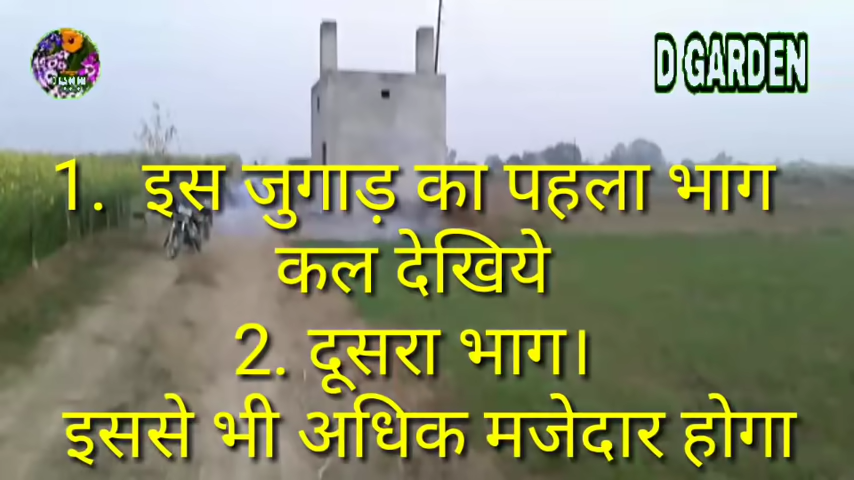 D GARDEN
1. इस जुगाड़ का पहला भाग
कल देखिये
2. दूसरा भाग।
इससे भी अधिक मजेदार होगा